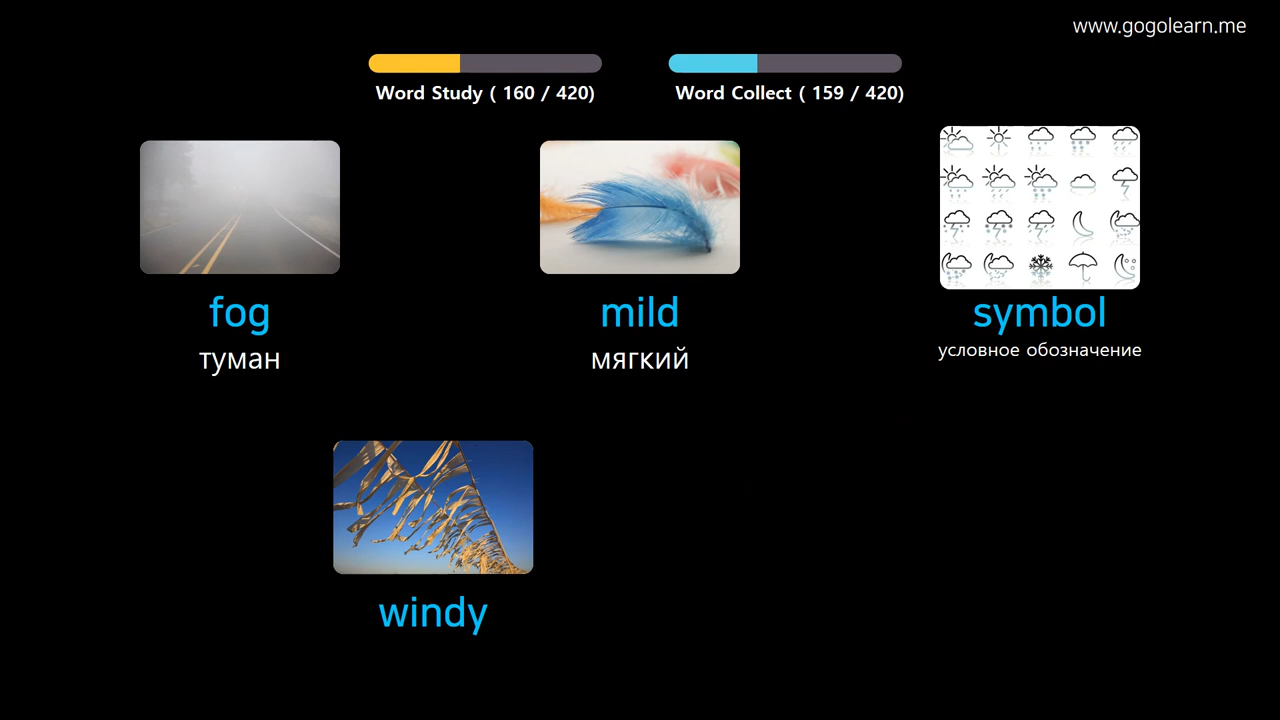 www.gogolearn.me
Word Study ( 160 / 420)
Word Collect ( 159 / 420)
fog
туман
mild
мягкий
symbol
условное обозначение
windy